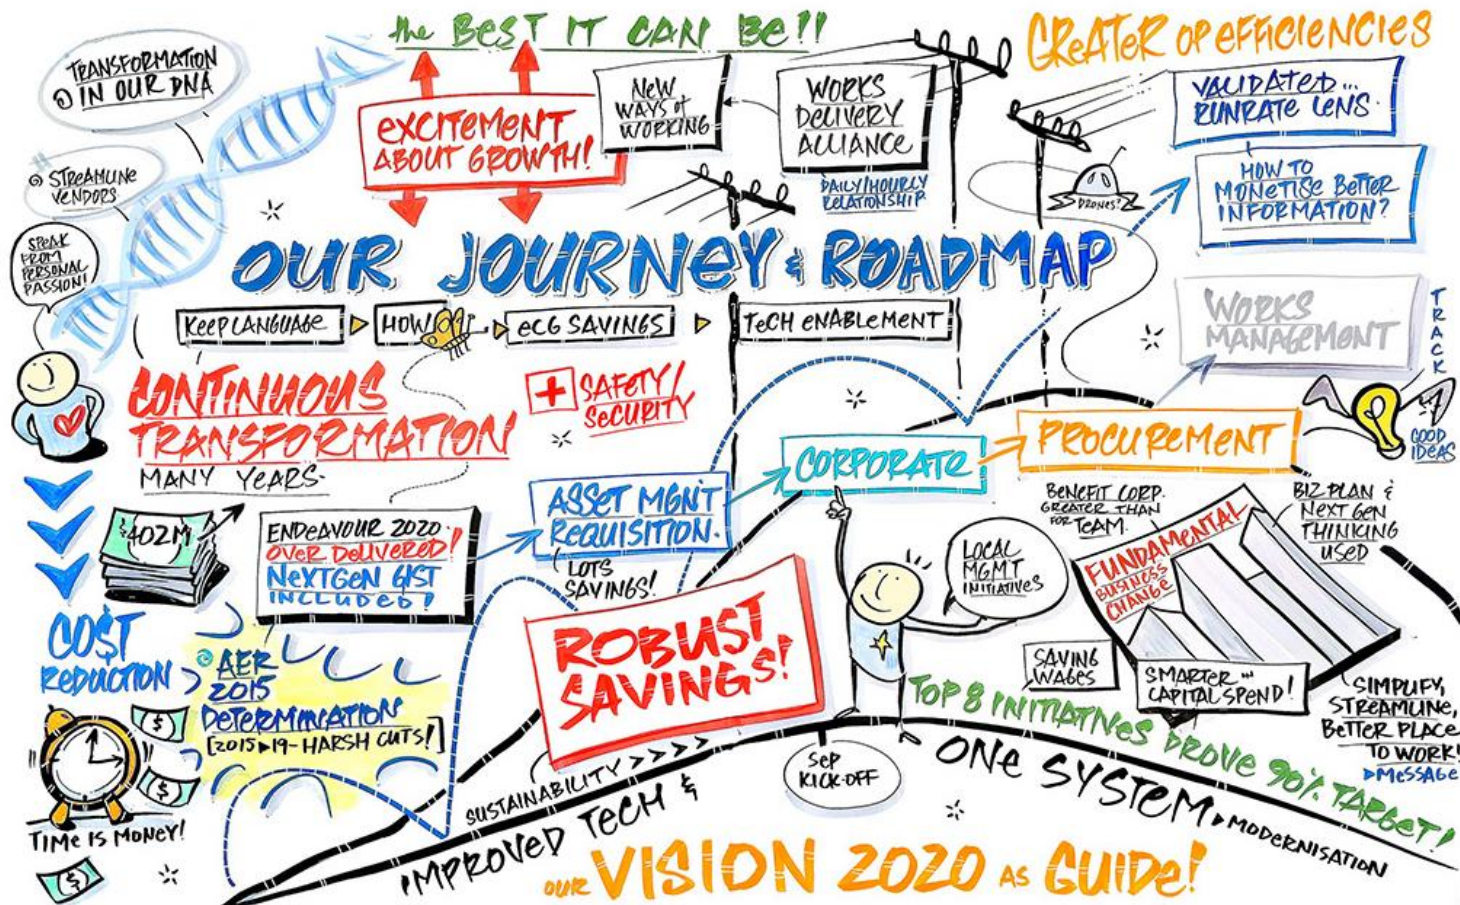 the BEST IT CAN BE!!
GREATER OP EFFICIENCIES
TRANSFORMATION
IN OUR DNA
STREAMLINE
VENDORS
SPEAK
FROM
PERSONAL
PASSION!
EXCITEMENT
ABOUT GROWTH!
NEW
WAYS of
WORKING
WORKS
DELIVERY
ALLIANCE
DAILY/HOURLY
RELATIONSHIP
DRONES?
VALIDATED...
RUNRATE LENS.
HOW TO
MONETISE BETTER
INFORMATION?
OUR JOURNEY & ROADMAP
KEEP LANGUAGE
HOW
ECG SAVINGS
TECH ENABLEMENT
WORKS
MANAGEMENT
TRACK
GOOD
IDEAS
CONTINUOUS
TRANSFORMATION
MANY YEARS.
+ SAFETY/
SECURITY
CORPORATE
PROCUREMENT
ASSET MGNT
REQUISITION.
LOTS
SAVINGS!
$402M
ENDEAVOUR 2020
OVER DELIVERED!
NEXTGEN GIST
INCLUDED!
BENEFIT CORP.
GREATER THAN
FOR TEAM.
FUNDAMENTAL
BUSINESS
CHANGE
BIZ PLAN &
NEXT GEN
THINKING
USED
LOCAL
MGMT
INITIATIVES
COST
REDUCTION
AER
2015
DETERMINATION
[2015▸19-HARSH CUTS!]
ROBUST
SAVINGS!
SAVING
WAGES
SMARTER...
CAPITAL SPEND!
SIMPLIFY,
STREAMLINE,
BETTER PLACE
TO WORK!
▸MESSAGE
TOP 8 INITIATIVES DROVE 90% TARGET!
$
$
TIME IS MONEY!
$
SUSTAINABILITY >>>>
SEP
KICK-OFF
IMPROVED TECH &
ONE SYSTEM ▸ MODERNISATION
OUR VISION 2020 AS GUIDE!